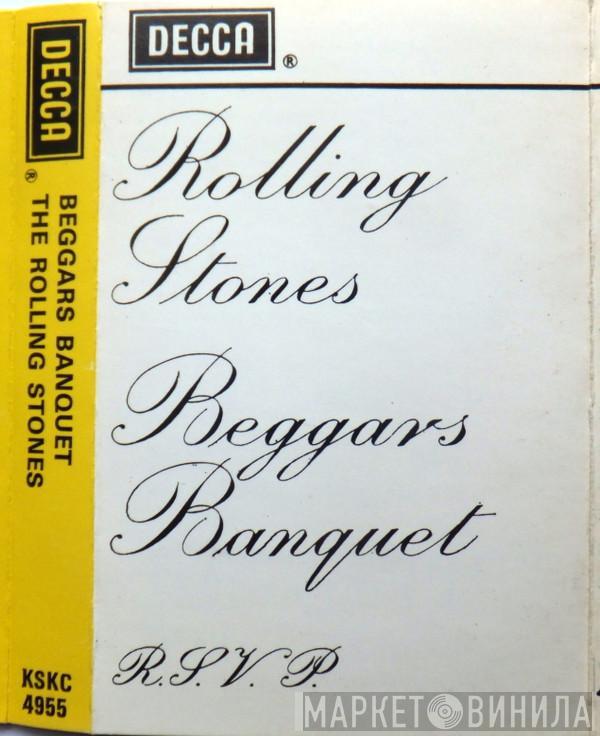 DECCA ®
BEGGARS BANQUET
THE ROLLING STONES
KSKC
4955
DECCA ®
Rolling
Stones
Beggars
Banquet
R.S.V.P.
МАРКЕТ ВИНИЛА